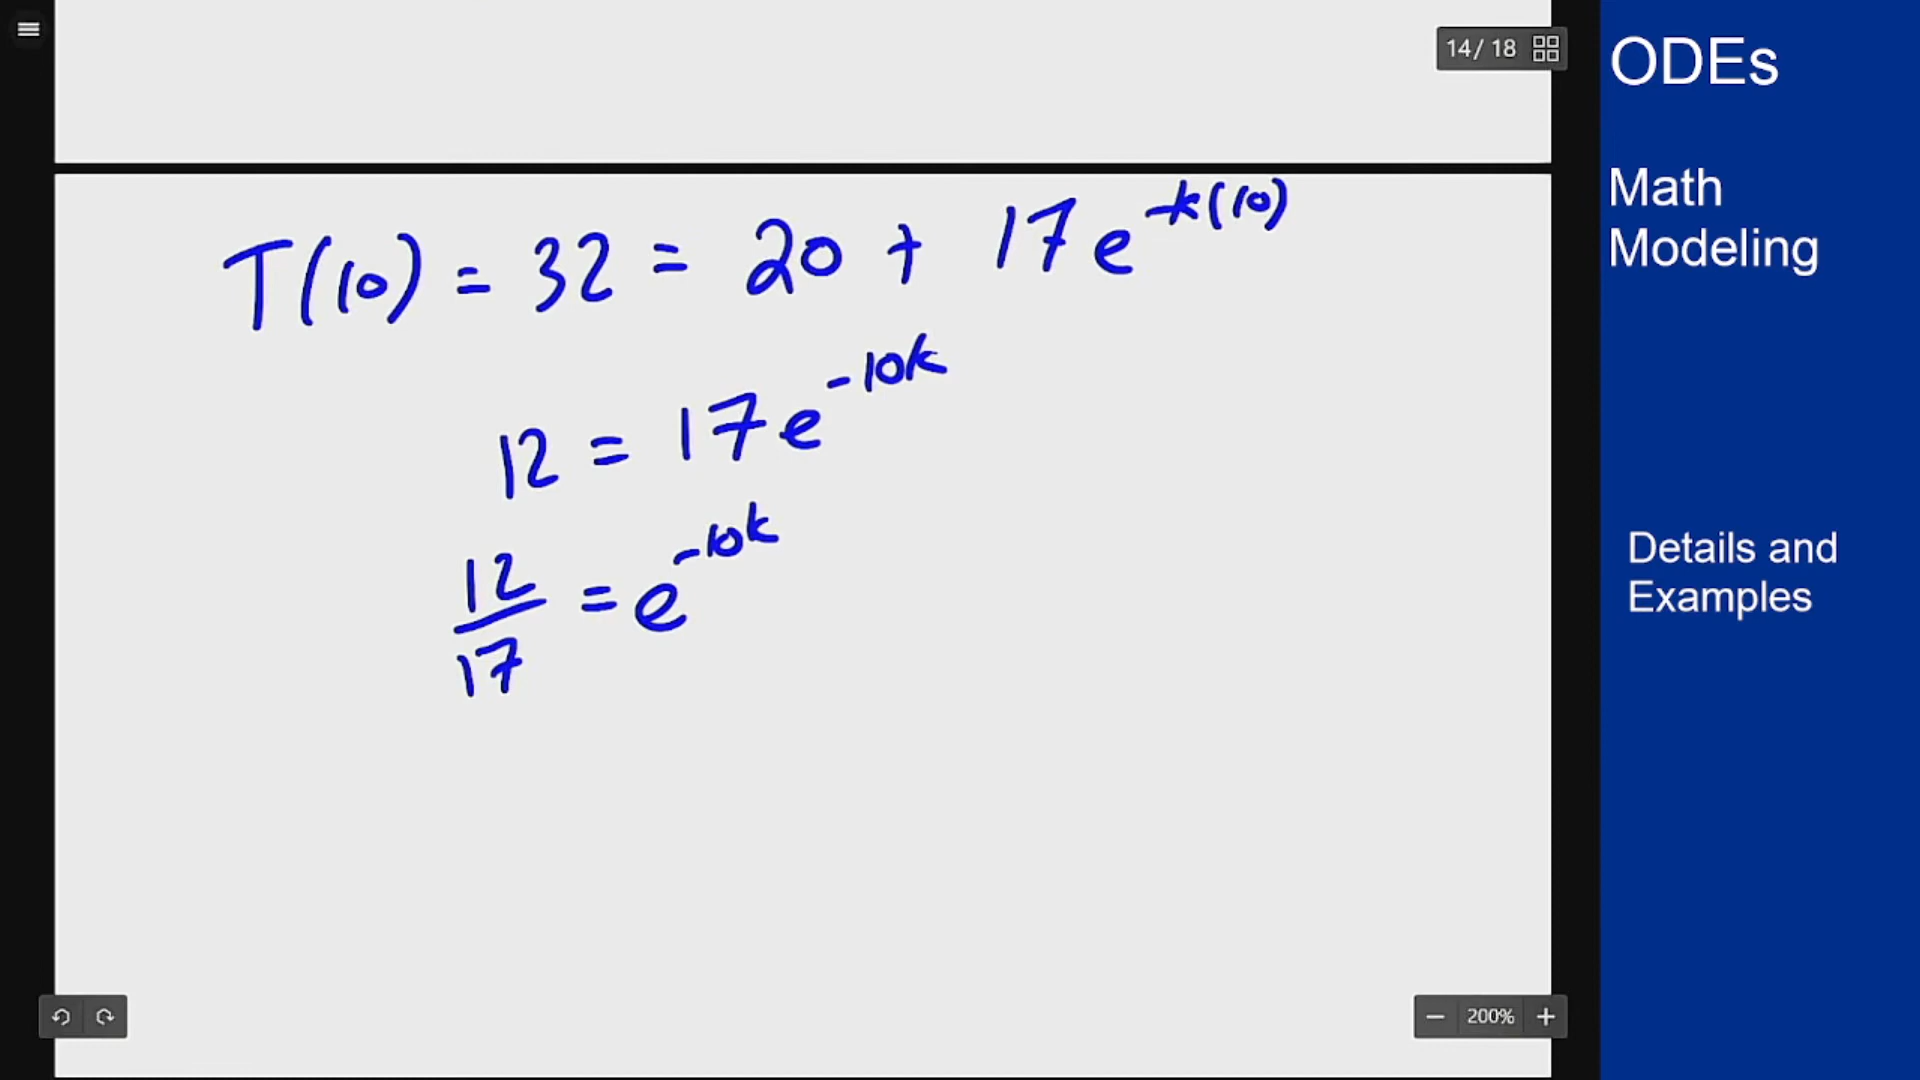 14 / 18
ODEs
Math
Modeling
T(10) = 32 = 20 + 17e^{-k(10)}
12 = 17e^{-10k}
\frac{12}{17} = e^{-10k}
Details and
Examples
200%